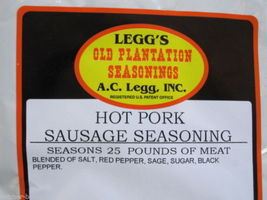 LEGG'S
OLD PLANTATION
SEASONINGS
A.C. Legg, INC.
REGISTERED U.S. PATENT OFFICE
HOT PORK
SAUSAGE SEASONING
SEASONS 25 POUNDS OF MEAT
BLENDED OF SALT, RED PEPPER, SAGE, SUGAR, BLACK
PEPPER.